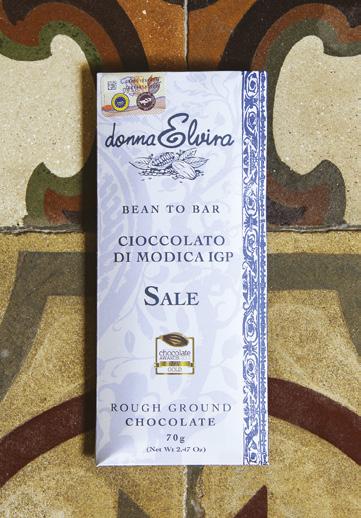 donna Elvira
BEAN TO BAR
CIOCCOLATO
DI MODICA IGP
SALE
chocolate
AWARDS
GOLD
ROUGH GROUND
CHOCOLATE
70g
(Net Wt 2.47 Oz)